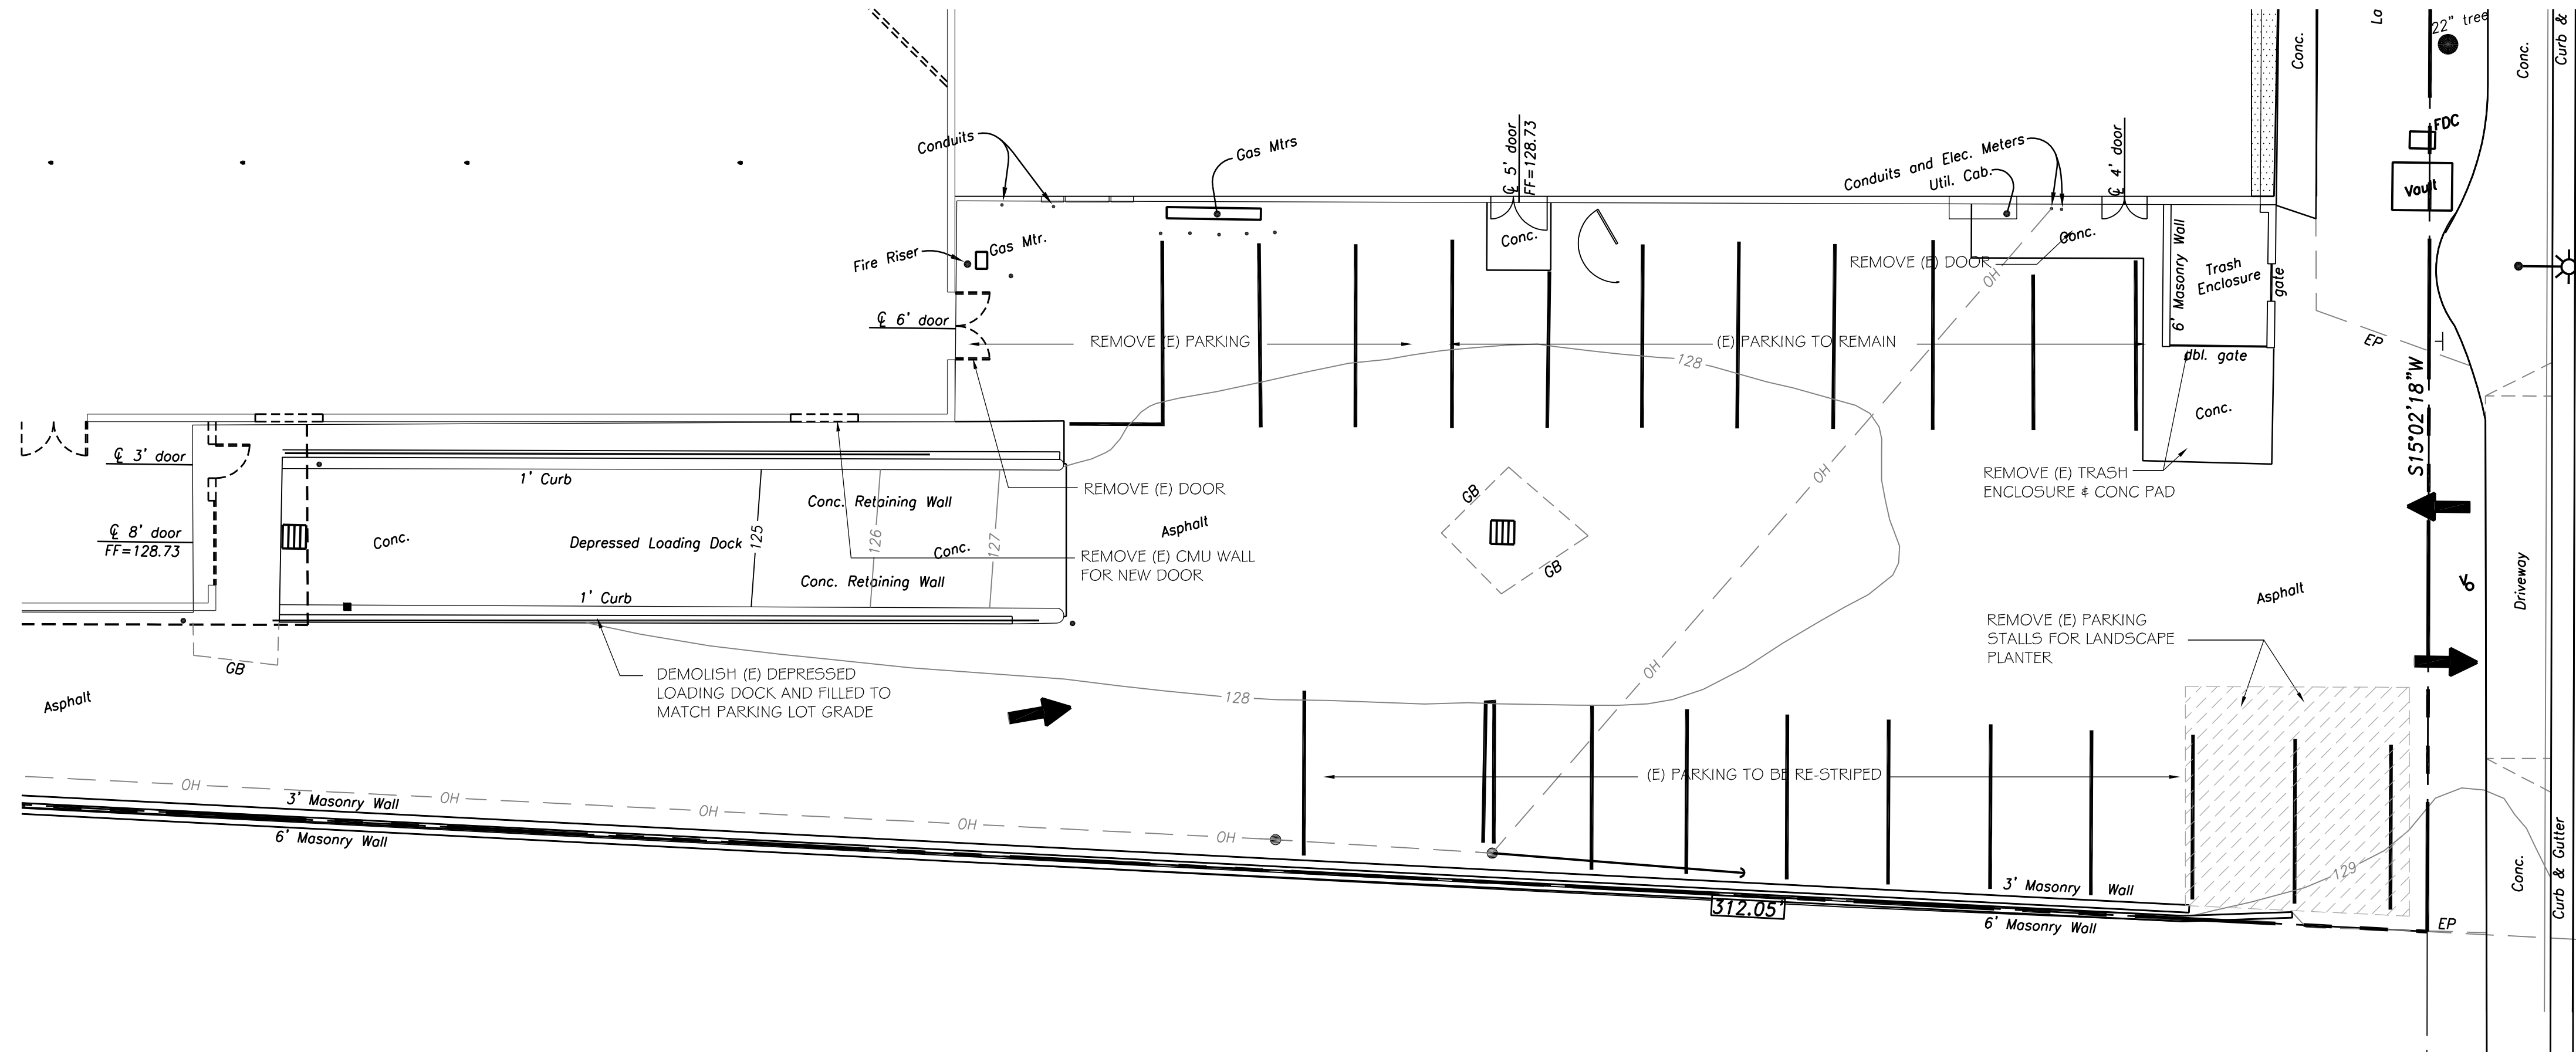 22" tree
Conc.
La
Conc.
Curb &
FDC
Vault
Conduits
Gas Mtrs
℄ 5' door
FF=128.73
Conduits and Elec. Meters
Util. Cab.
℄ 4' door
Fire Riser
Gas Mtr.
Conc.
Conc.
REMOVE (E) DOOR
OH
6' Masonry Wall
Trash
Enclosure
gate
℄ 6' door
REMOVE (E) PARKING
(E) PARKING TO REMAIN
128
dbl. gate
EP
S15°02'18"W
Conc.
℄ 3' door
1' Curb
Conc. Retaining Wall
REMOVE (E) DOOR
GB
OH
REMOVE (E) TRASH
ENCLOSURE & CONC PAD
℄ 8' door
FF=128.73
Conc.
Depressed Loading Dock
125
126
Conc.
127
Asphalt
REMOVE (E) CMU WALL
FOR NEW DOOR
GB
Conc. Retaining Wall
1' Curb
Driveway
Asphalt
REMOVE (E) PARKING
STALLS FOR LANDSCAPE
PLANTER
GB
DEMOLISH (E) DEPRESSED
LOADING DOCK AND FILLED TO
MATCH PARKING LOT GRADE
Asphalt
128
OH
(E) PARKING TO BE RE-STRIPED
OH
OH
OH
OH
OH
3' Masonry Wall
6' Masonry Wall
312.05'
3' Masonry Wall
6' Masonry Wall
129
EP
Conc.
Curb & Gutter